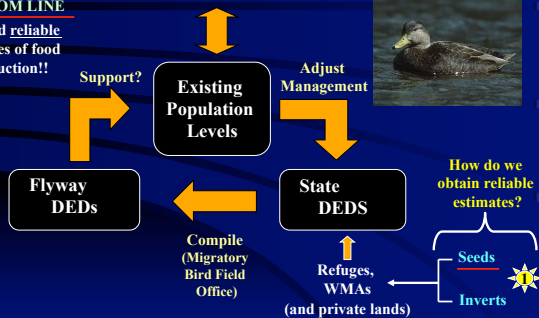 OM LINE
d reliable
es of food
uction!!
Support?
Existing
Population
Levels
Adjust
Management
How do we
obtain reliable
estimates?
Flyway
DEDs
State
DEDS
Compile
(Migratory
Bird Field
Office)
Refuges,
WMAs
(and private lands)
Seeds
1
Inverts